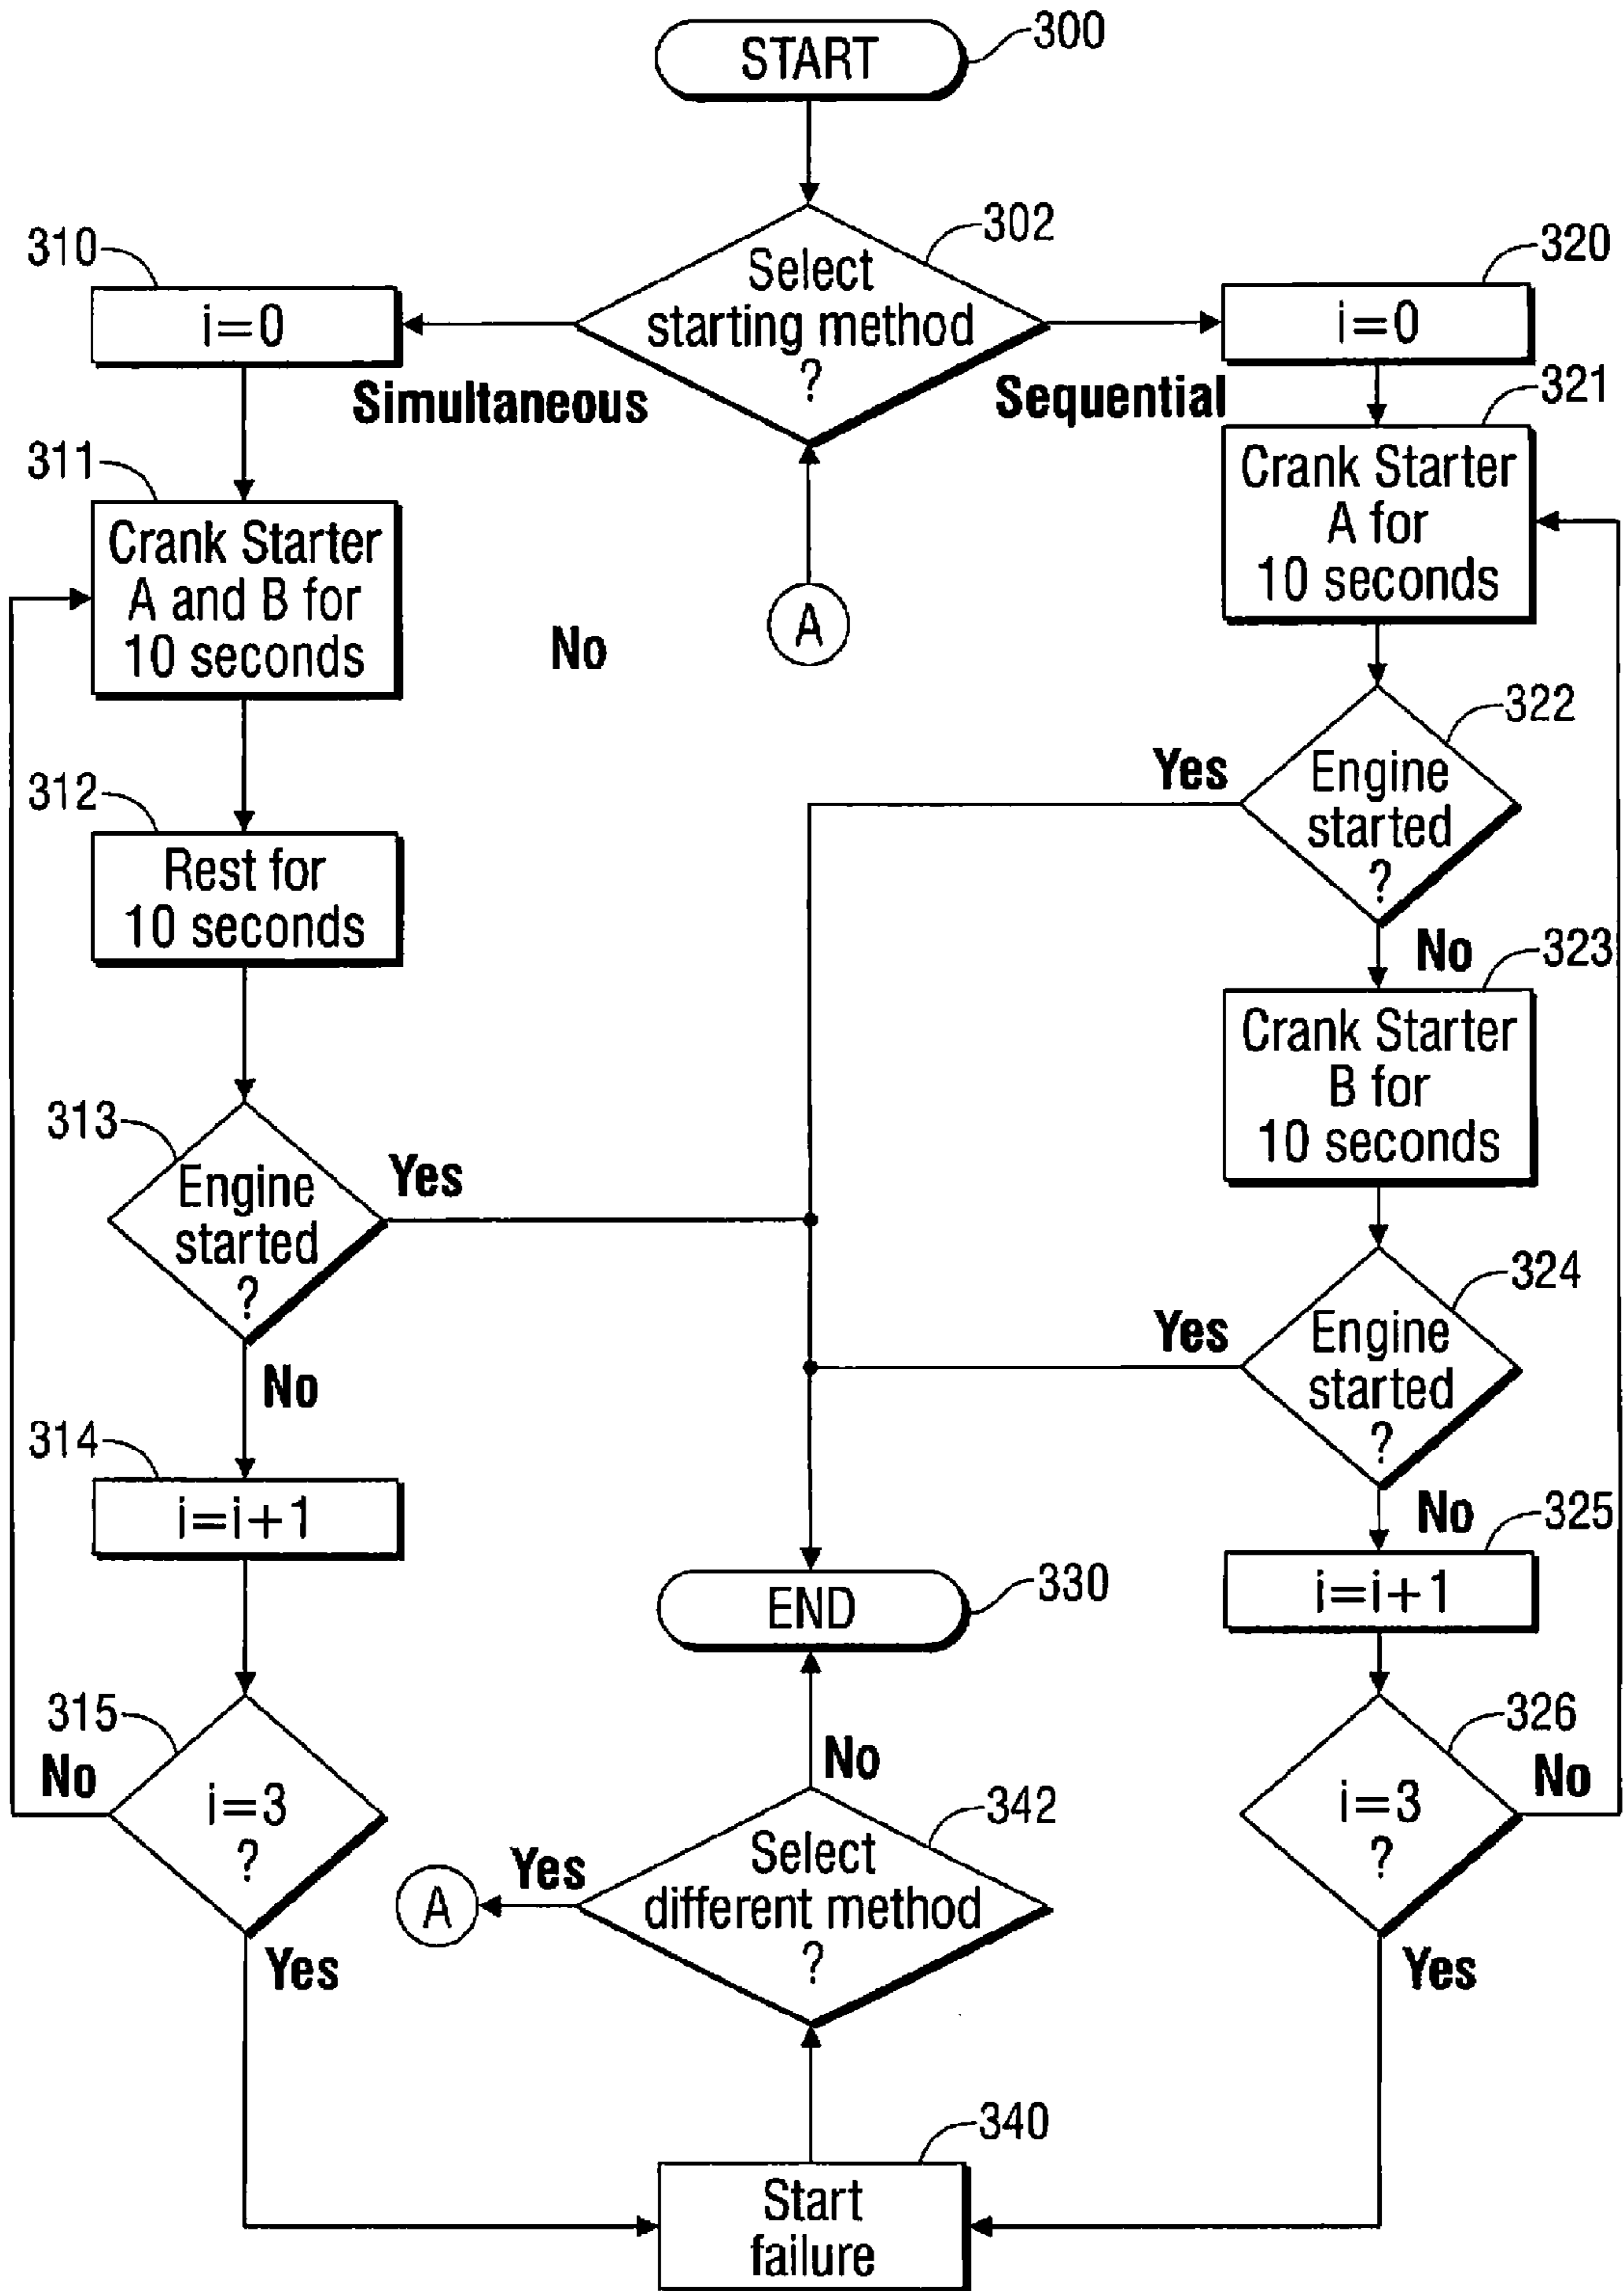 START
300
302
Select
starting method
?
310
i=0
320
i=0
Simultaneous
Sequential
311
Crank Starter
A and B for
10 seconds
321
Crank Starter
A for
10 seconds
No
A
312
Rest for
10 seconds
322
Engine
started
?
Yes
No
323
Crank Starter
B for
10 seconds
313
Engine
started
?
Yes
No
324
Engine
started
?
Yes
No
314
i=i+1
325
i=i+1
END
330
315
i=3
?
No
Yes
326
i=3
?
No
Yes
No
342
Select
different method
?
Yes
A
340
Start
failure